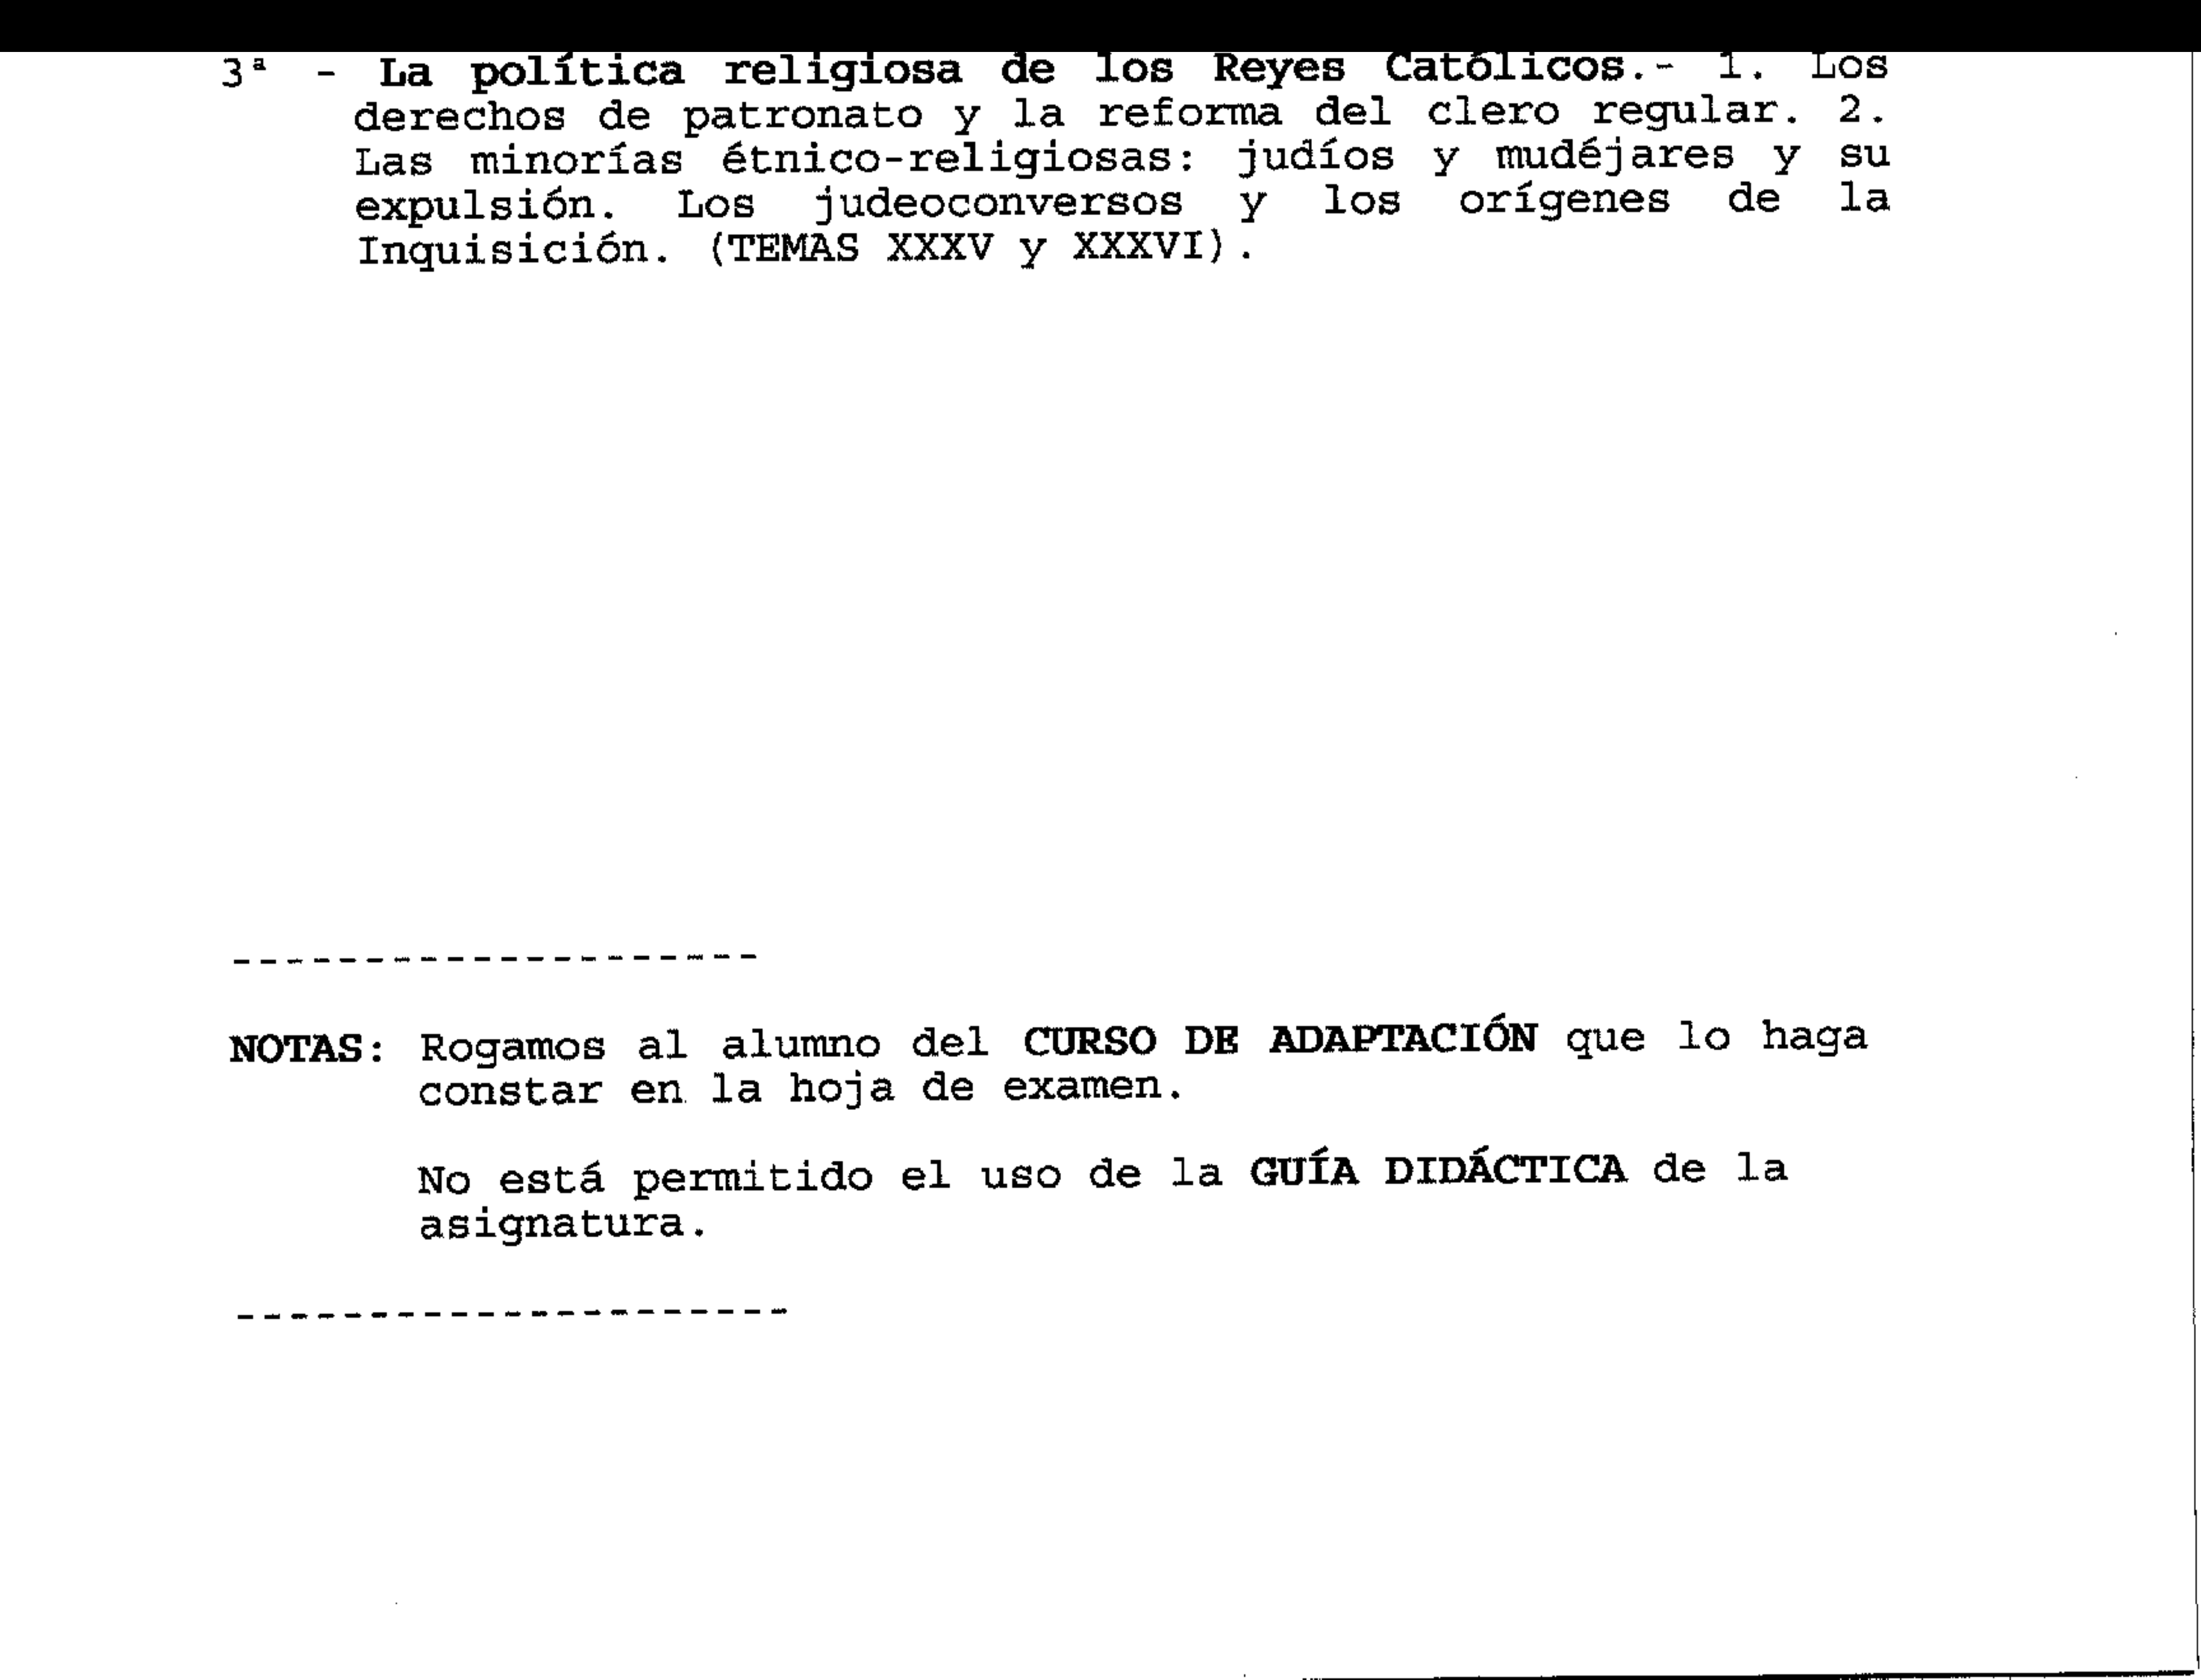 3ª - La política religiosa de los Reyes Católicos.- 1. Los
derechos de patronato y la reforma del clero regular. 2.
Las minorías étnico-religiosas: judíos y mudéjares y su
expulsión. Los judeoconversos y los orígenes de la
Inquisición. (TEMAS XXXV y XXXVI).
--------------------
NOTAS: Rogamos al alumno del CURSO DE ADAPTACIÓN que lo haga
constar en la hoja de examen.
No está permitido el uso de la GUÍA DIDÁCTICA de la
asignatura.
---------------------